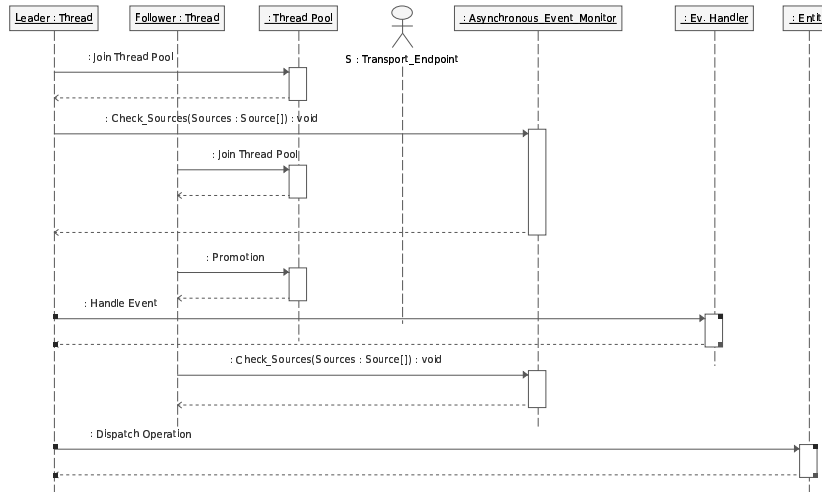 Leader : Thread
Follower : Thread
: Thread Pool
: Asynchronous_Event_Monitor
: Ev. Handler
: Entit
S : Transport_Endpoint
: Join Thread Pool
: Check_Sources(Sources : Source[]) : void
: Join Thread Pool
: Promotion
: Handle Event
: Check_Sources(Sources : Source[]) : void
: Dispatch Operation